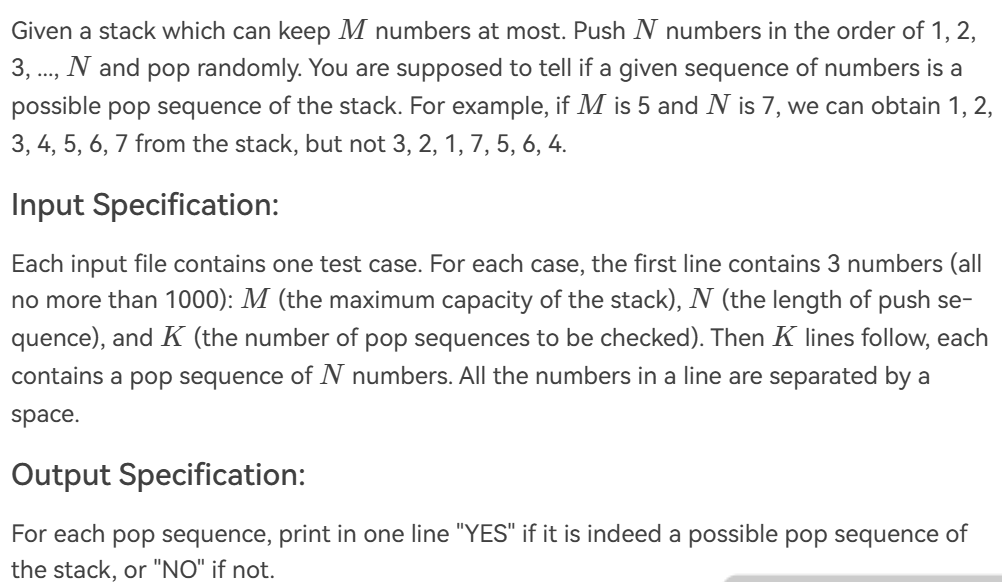 Given a stack which can keep M numbers at most. Push N numbers in the order of 1, 2,
3, ..., N and pop randomly. You are supposed to tell if a given sequence of numbers is a
possible pop sequence of the stack. For example, if M is 5 and N is 7, we can obtain 1, 2,
3, 4, 5, 6, 7 from the stack, but not 3, 2, 1, 7, 5, 6, 4.
Input Specification:
Each input file contains one test case. For each case, the first line contains 3 numbers (all
no more than 1000): M (the maximum capacity of the stack), N (the length of push se-
quence), and K (the number of pop sequences to be checked). Then K lines follow, each
contains a pop sequence of N numbers. All the numbers in a line are separated by a
space.
Output Specification:
For each pop sequence, print in one line "YES" if it is indeed a possible pop sequence of
the stack, or "NO" if not.